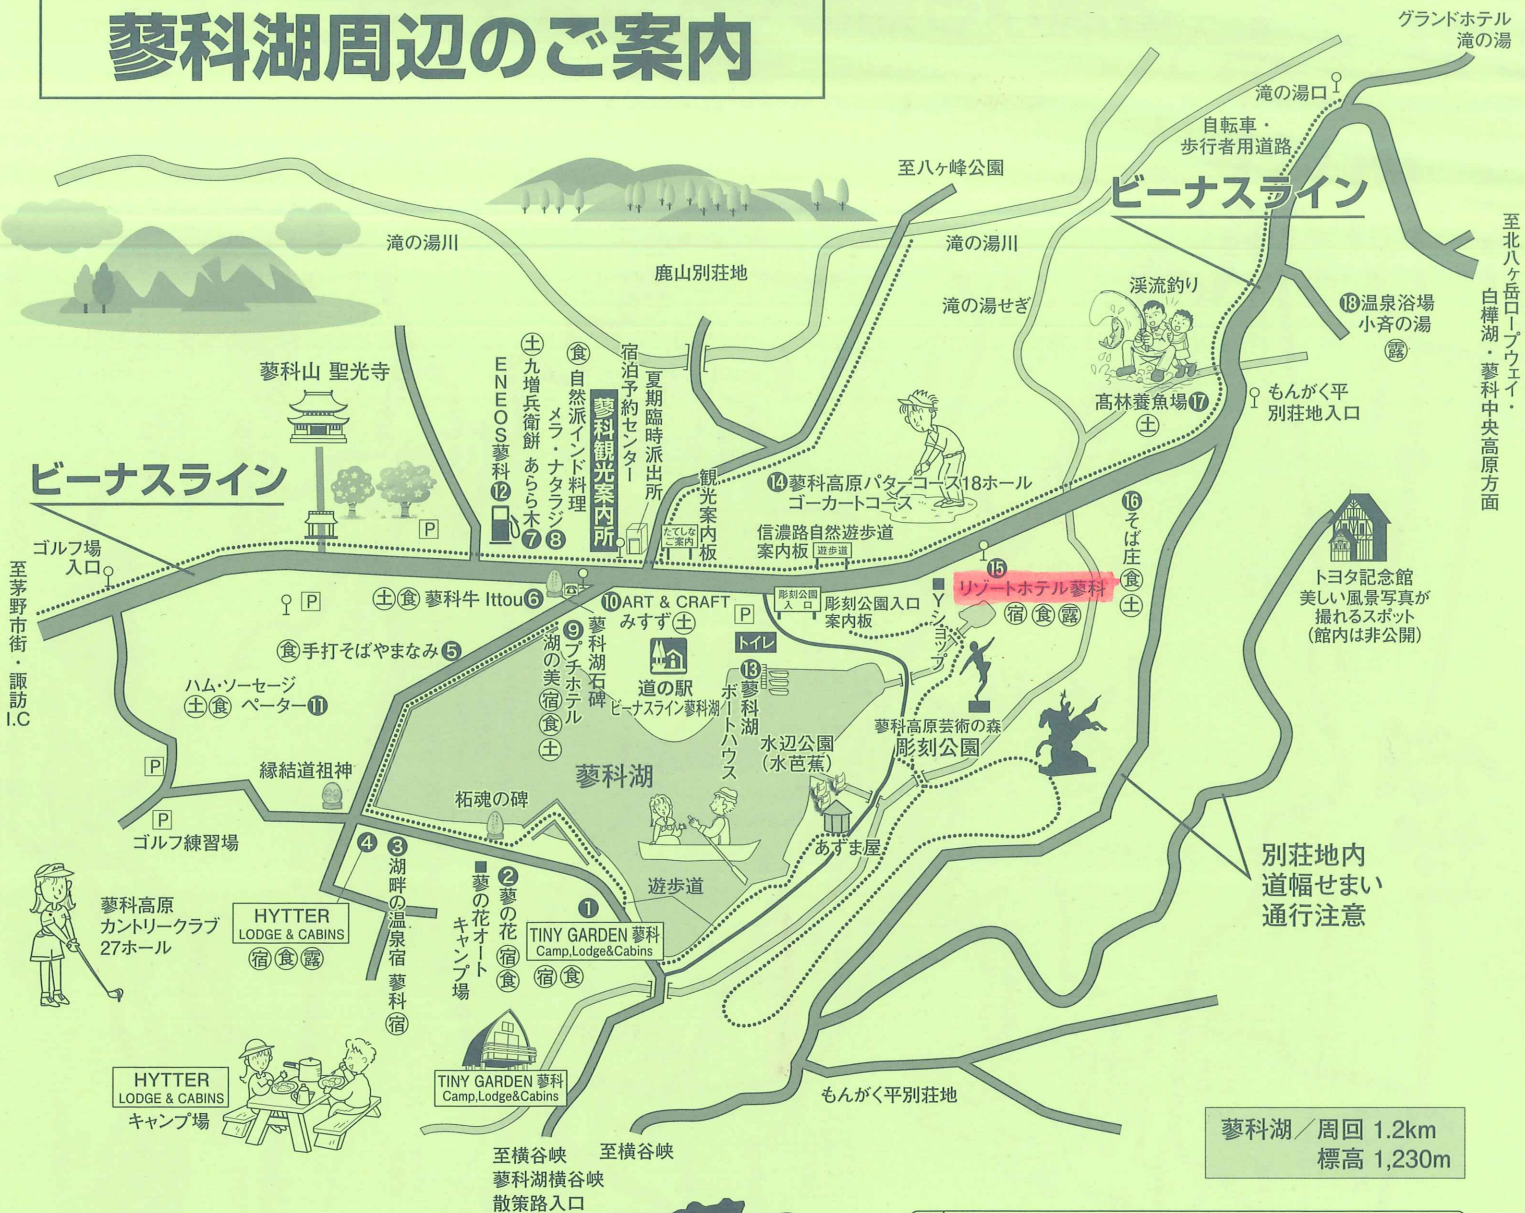 蓼科湖周辺のご案内
グランドホテル
滝の湯
滝の湯口
自転車・
歩行者用道路
ビーナスライン
至八ヶ峰公園
滝の湯川
滝の湯川
鹿山別荘地
滝の湯せぎ
渓流釣り
至北八ヶ岳ロープウェイ・
白樺湖・蓼科中央高原方面
⓲温泉浴場
小斉の湯
露
もんがく平
別荘地入口
髙林養魚場⓱
土
蓼科山 聖光寺
ビーナスライン
ゴルフ場
入口
至茅野市街・諏訪I.C
P
ENEOS蓼科⓬
土九増兵衛餅 あらら木❼
食自然派インド料理
メラ・ナタラジ❽
蓼科観光案内所
宿泊予約センター
夏期臨時派出所
観光案内板
たてしな
ご案内
⓮蓼科高原パターコース18ホール
ゴーカートコース
信濃路自然遊歩道
案内板
遊歩道
⓰そば庄食土
⓯
リゾートホテル蓼科
宿食露
■Yショップ
トヨタ記念館
美しい風景写真が
撮れるスポット
(館内は非公開)
P
土食 蓼科牛 Ittou❻
❿ART & CRAFT
みすず土
P
トイレ
彫刻公園
入口
彫刻公園入口
案内板
食手打そばやまなみ❺
ハム・ソーセージ
土食 ペーター⓫
❾プチホテル
湖の美宿食土
蓼科湖石碑
道の駅
ビーナスライン蓼科湖
⓭蓼科湖
ボートハウス
水辺公園
(水芭蕉)
蓼科高原芸術の森
彫刻公園
蓼科湖
P
縁結道祖神
柘魂の碑
P
ゴルフ練習場
あずま屋
遊歩道
別荘地内
道幅せまい
通行注意
蓼科高原
カントリークラブ
27ホール
❹
HYTTER
LODGE & CABINS
宿食露
❸湖畔の温泉宿 蓼科宿
■蓼の花オート
キャンプ場
❷蓼の花宿食
❶
TINY GARDEN 蓼科
Camp,Lodge&Cabins
宿食
HYTTER
LODGE & CABINS
キャンプ場
TINY GARDEN 蓼科
Camp,Lodge&Cabins
もんがく平別荘地
至横谷峡
蓼科湖横谷峡
散策路入口
至横谷峡
蓼科湖/周回 1.2km
標高 1,230m